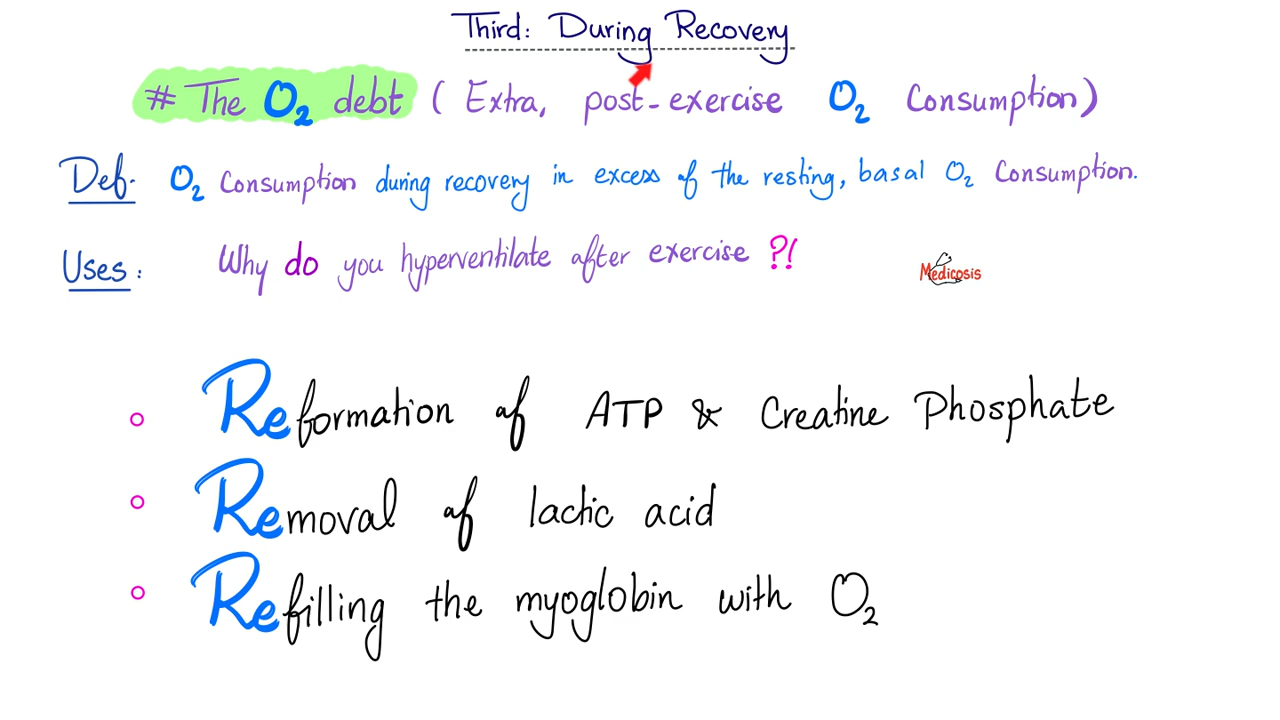 Third: During Recovery
# The O₂ debt (Extra, post-exercise O₂ Consumption)
Def. O₂ Consumption during recovery in excess of the resting, basal O₂ Consumption.
Uses: Why do you hyperventilate after exercise ?!
Medicosis
Reformation of ATP & Creatine Phosphate
Removal of lactic acid
Refilling the myoglobin with O₂